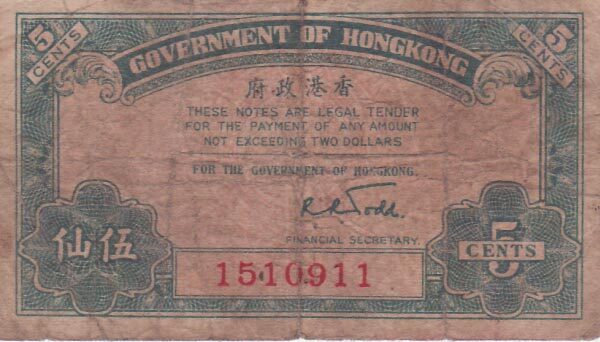 5 CENTS
GOVERNMENT OF HONGKONG
5 CENTS
府政港香
THESE NOTES ARE LEGAL TENDER
FOR THE PAYMENT OF ANY AMOUNT
NOT EXCEEDING TWO DOLLARS
FOR THE GOVERNMENT OF HONGKONG.
R R Todd.
FINANCIAL SECRETARY.
仙伍
5 CENTS
1510911